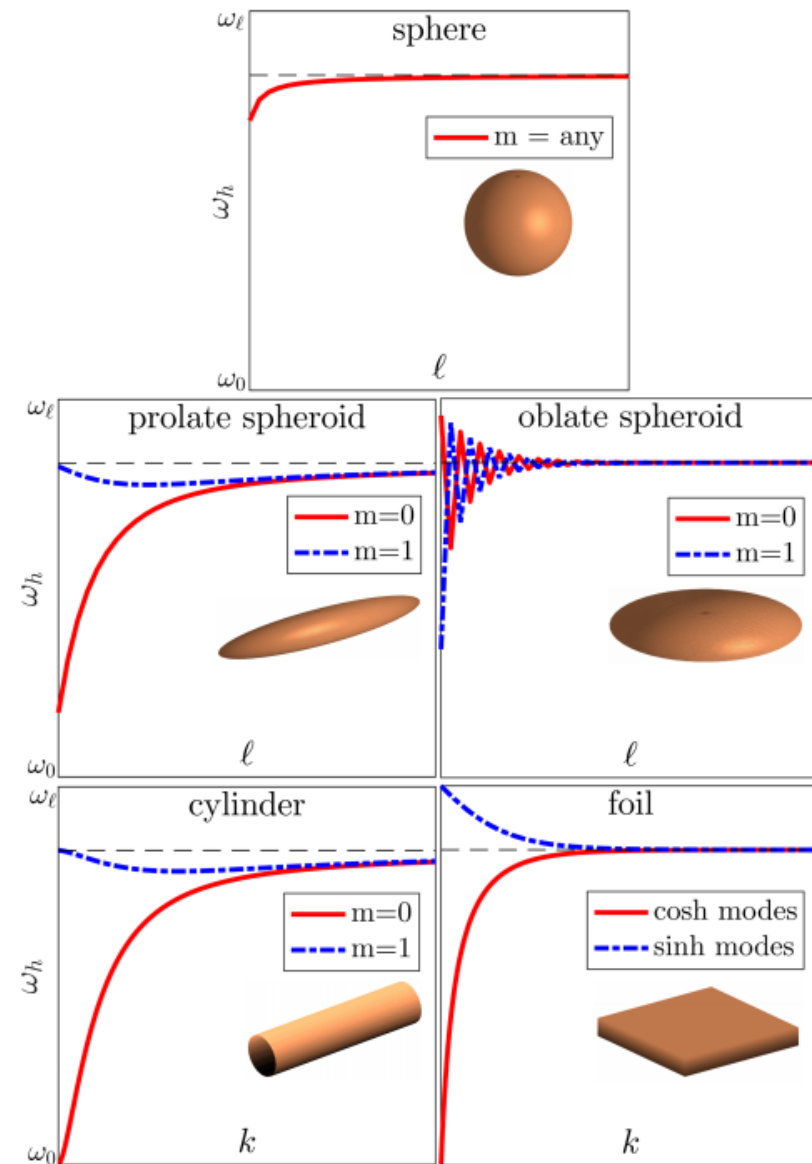 ω_ℓ
sphere
m = any
ω_h
ω_0
ℓ
ω_ℓ
prolate spheroid
m=0
m=1
ω_h
ω_0
ℓ
oblate spheroid
m=0
m=1
ℓ
ω_ℓ
cylinder
m=0
m=1
ω_h
ω_0
k
foil
cosh modes
sinh modes
k